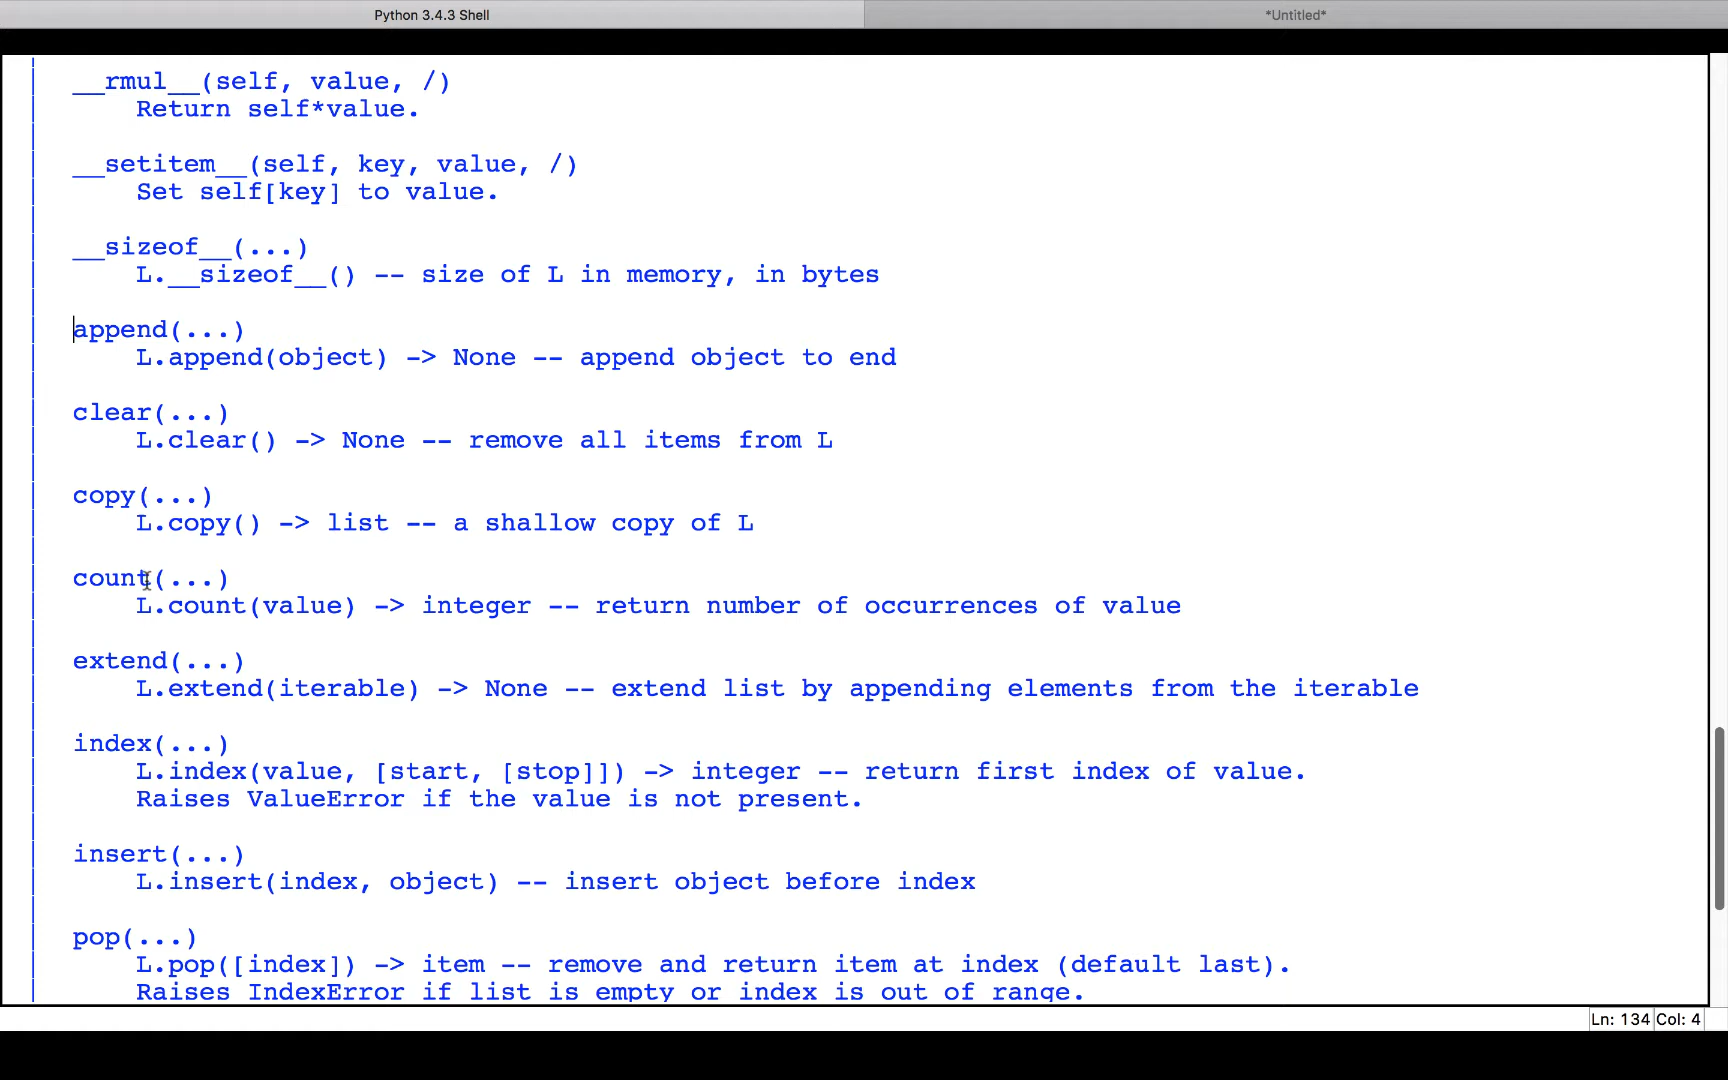 Python 3.4.3 Shell
*Untitled*
__rmul__(self, value, /)
Return self*value.
__setitem__(self, key, value, /)
Set self[key] to value.
__sizeof__(...)
L.__sizeof__() -- size of L in memory, in bytes
append(...)
L.append(object) -> None -- append object to end
clear(...)
L.clear() -> None -- remove all items from L
copy(...)
L.copy() -> list -- a shallow copy of L
count(...)
L.count(value) -> integer -- return number of occurrences of value
extend(...)
L.extend(iterable) -> None -- extend list by appending elements from the iterable
index(...)
L.index(value, [start, [stop]]) -> integer -- return first index of value.
Raises ValueError if the value is not present.
insert(...)
L.insert(index, object) -- insert object before index
pop(...)
L.pop([index]) -> item -- remove and return item at index (default last).
Raises IndexError if list is empty or index is out of range.
Ln: 134 Col: 4